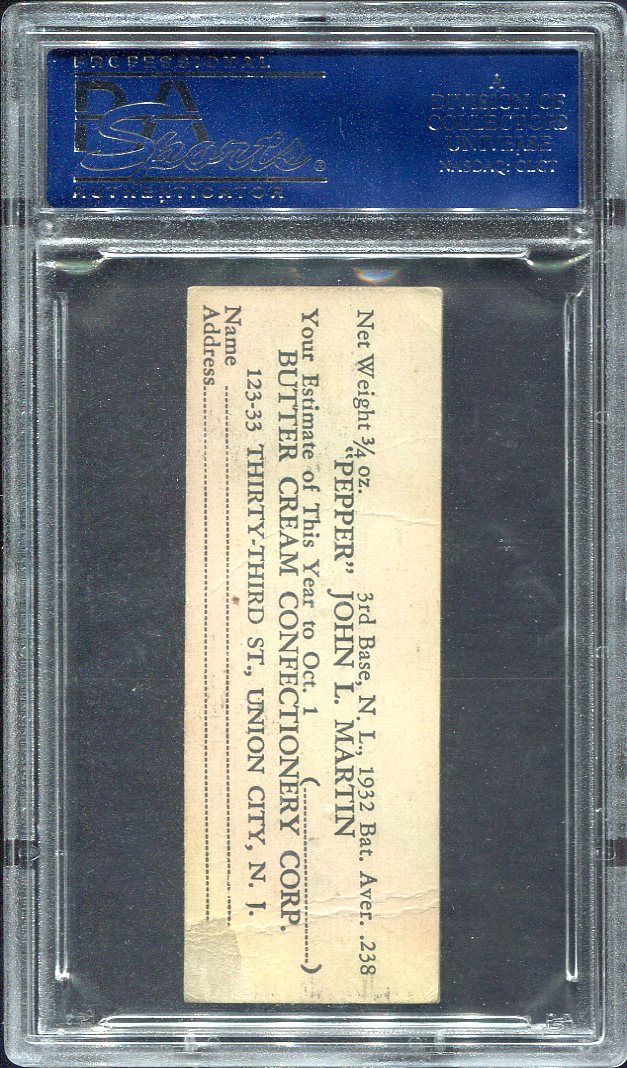 PROFESSIONAL
PSA
Sports®
AUTHENTICATOR
A
DIVISION OF
COLLECTORS
UNIVERSE
NASDAQ: CLCT
Net Weight ¾ oz. 3rd Base, N. L., 1932 Bat. Aver. .238
"PEPPER" JOHN L. MARTIN
Your Estimate of This Year to Oct. 1 (....................)
BUTTER CREAM CONFECTIONERY CORP.
123-33 THIRTY-THIRD ST., UNION CITY, N. J.
Name ....................
Address....................